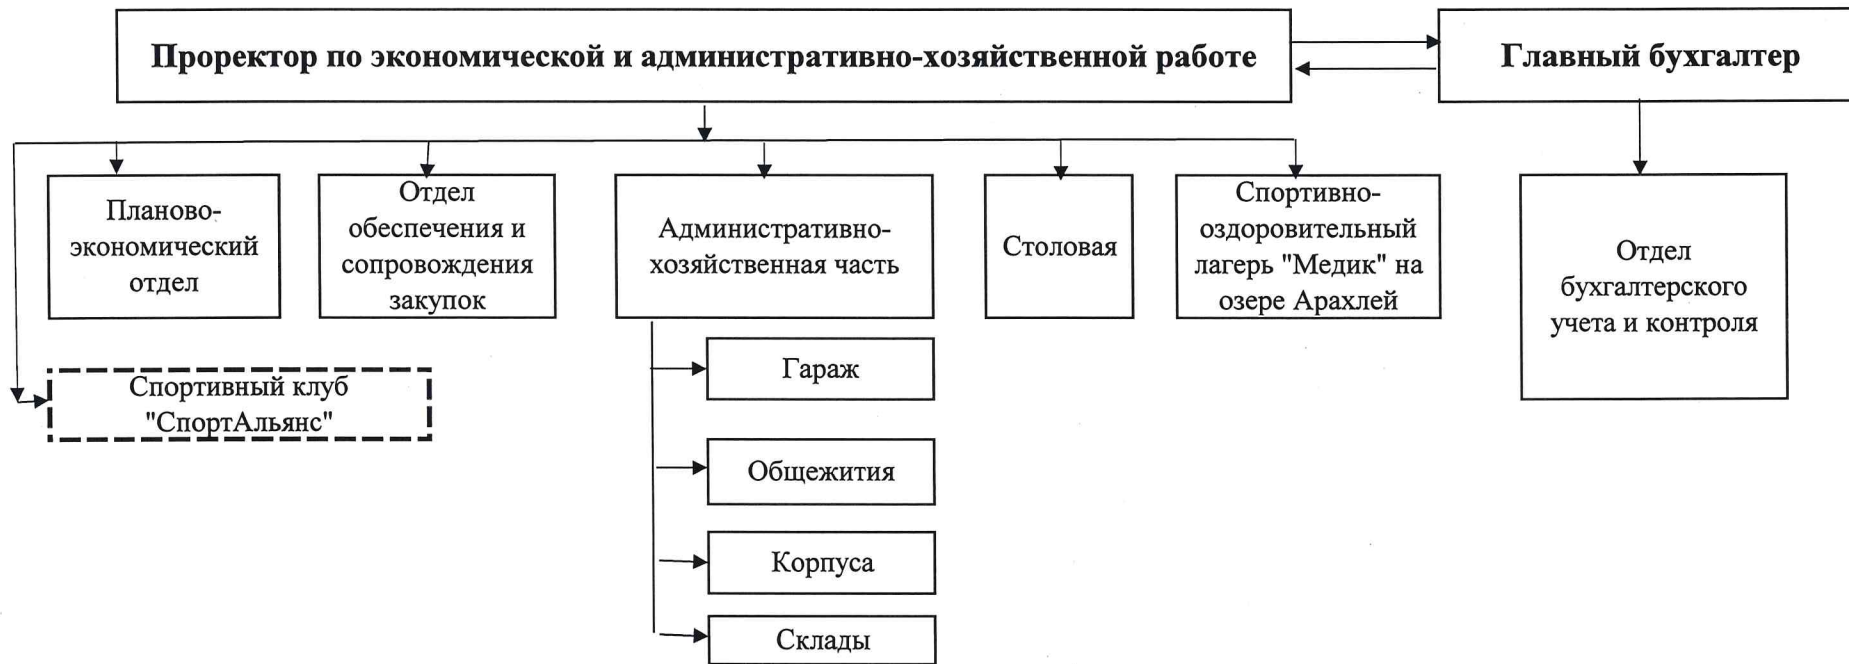 Проректор по экономической и административно-хозяйственной работе
Главный бухгалтер
Планово-
экономический
отдел
Отдел
обеспечения и
сопровождения
закупок
Административно-
хозяйственная часть
Столовая
Спортивно-
оздоровительный
лагерь "Медик" на
озере Арахлей
Отдел
бухгалтерского
учета и контроля
Спортивный клуб
"СпортАльянс"
Гараж
Общежития
Корпуса
Склады